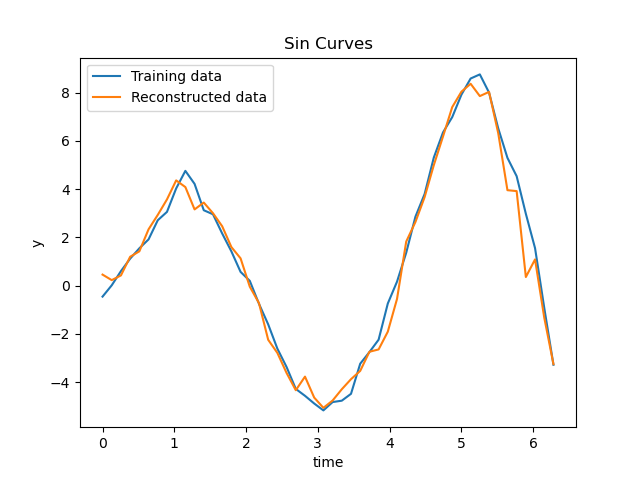 Sin Curves
Training data
Reconstructed data
8
6
4
2
0
−2
−4
y
0 1 2 3 4 5 6
time